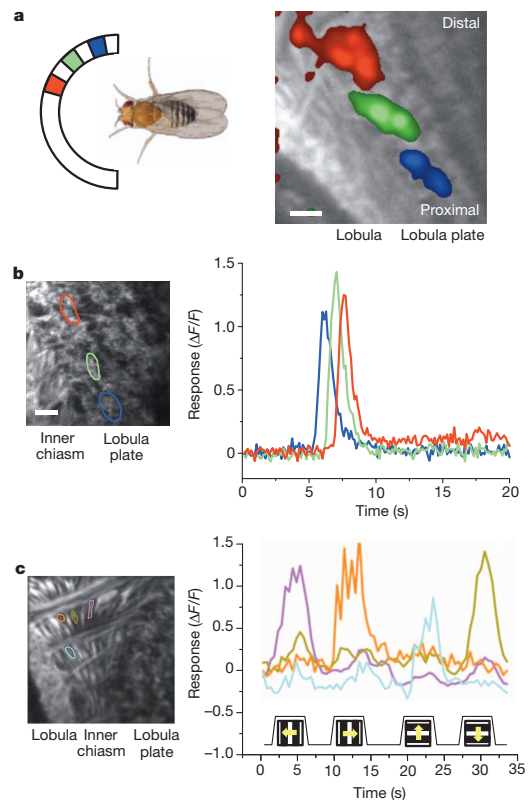 a
Distal
Proximal
Lobula Lobula plate
b
Inner chiasm
Lobula plate
Response (ΔF/F)
1.5
1.0
0.5
0
0 5 10 15 20
Time (s)
c
Lobula Inner chiasm Lobula plate
Response (ΔF/F)
1.5
1.0
0.5
0
−0.5
−1.0
0 5 10 15 20 25 30 35
Time (s)